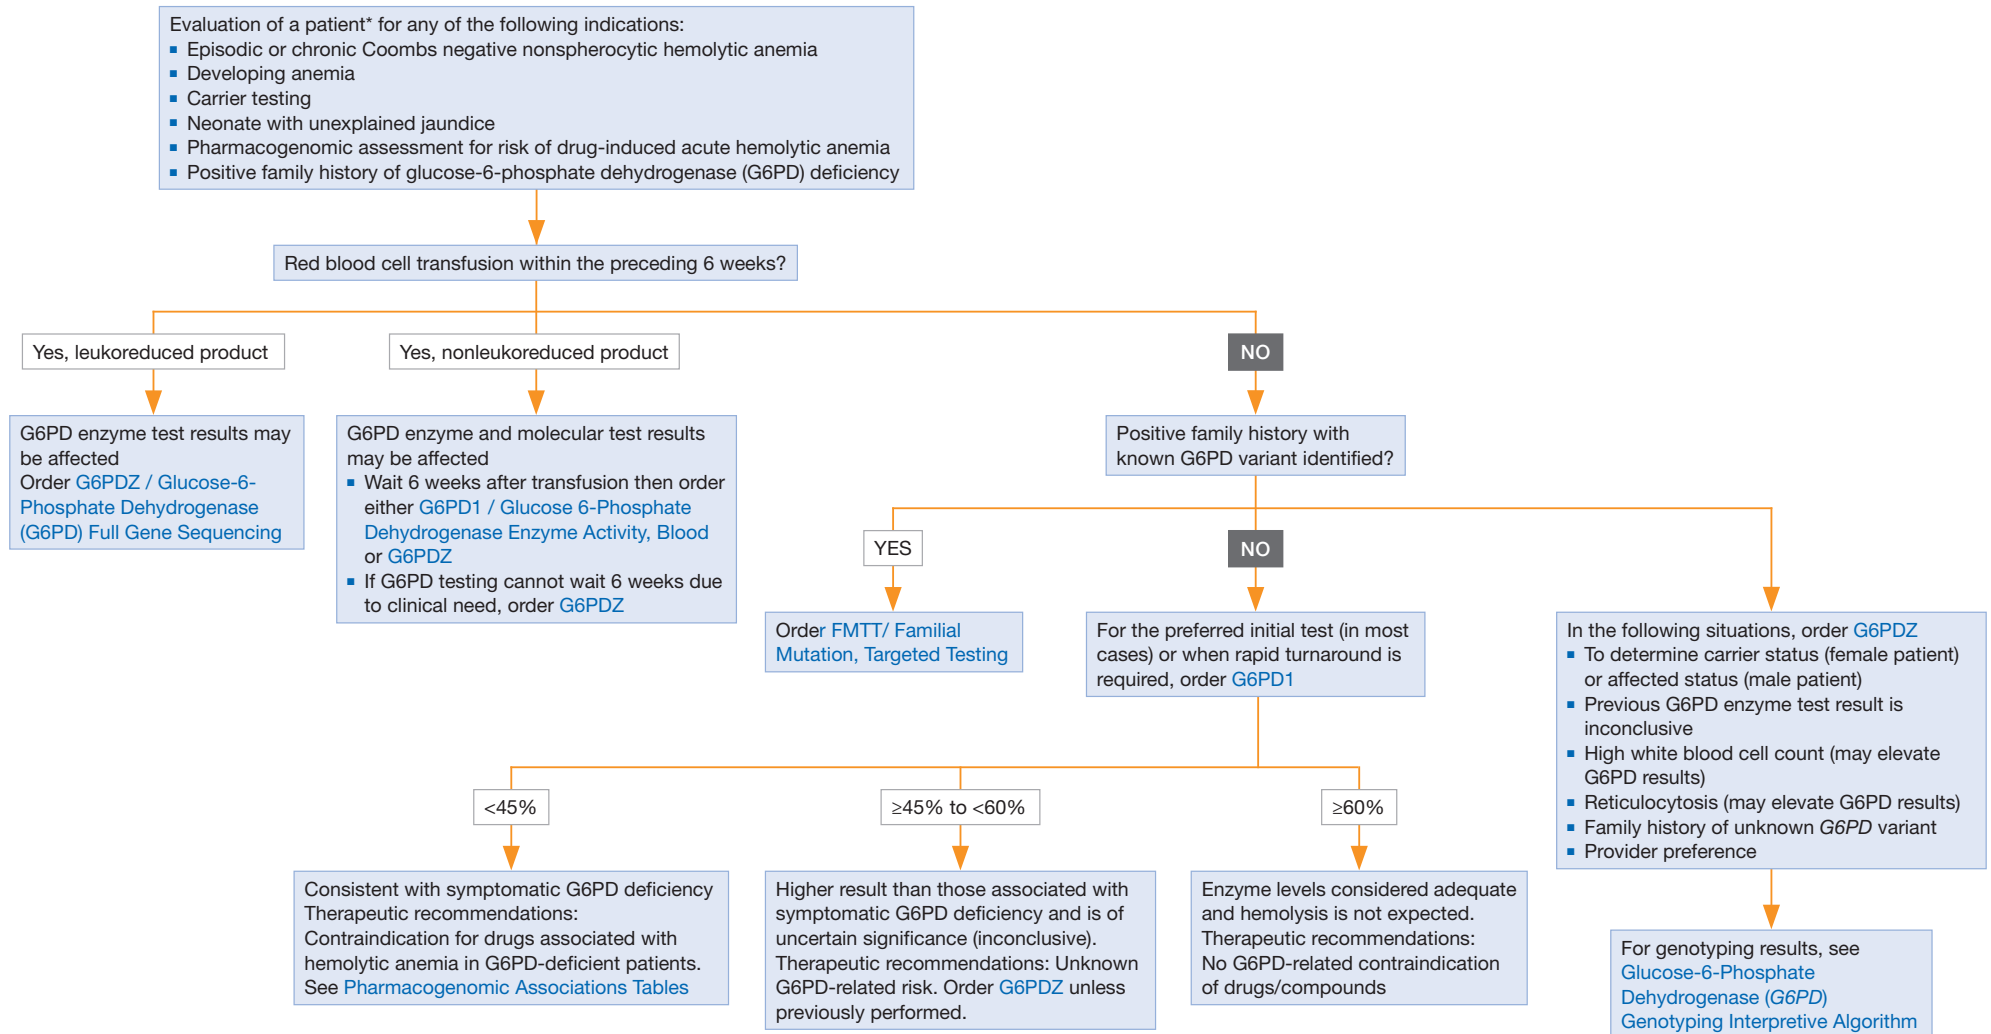 Evaluation of a patient* for any of the following indications:
▪ Episodic or chronic Coombs negative nonspherocytic hemolytic anemia
▪ Developing anemia
▪ Carrier testing
▪ Neonate with unexplained jaundice
▪ Pharmacogenomic assessment for risk of drug-induced acute hemolytic anemia
▪ Positive family history of glucose-6-phosphate dehydrogenase (G6PD) deficiency
Red blood cell transfusion within the preceding 6 weeks?
Yes, leukoreduced product
Yes, nonleukoreduced product
NO
G6PD enzyme test results may
be affected
Order G6PDZ / Glucose-6-
Phosphate Dehydrogenase
(G6PD) Full Gene Sequencing
G6PD enzyme and molecular test results
may be affected
▪ Wait 6 weeks after transfusion then order
either G6PD1 / Glucose 6-Phosphate
Dehydrogenase Enzyme Activity, Blood
or G6PDZ
▪ If G6PD testing cannot wait 6 weeks due
to clinical need, order G6PDZ
Positive family history with
known G6PD variant identified?
YES
NO
Order FMTT/ Familial
Mutation, Targeted Testing
For the preferred initial test (in most
cases) or when rapid turnaround is
required, order G6PD1
In the following situations, order G6PDZ
▪ To determine carrier status (female patient)
or affected status (male patient)
▪ Previous G6PD enzyme test result is
inconclusive
▪ High white blood cell count (may elevate
G6PD results)
▪ Reticulocytosis (may elevate G6PD results)
▪ Family history of unknown G6PD variant
▪ Provider preference
<45%
≥45% to <60%
≥60%
Consistent with symptomatic G6PD deficiency
Therapeutic recommendations:
Contraindication for drugs associated with
hemolytic anemia in G6PD-deficient patients.
See Pharmacogenomic Associations Tables
Higher result than those associated with
symptomatic G6PD deficiency and is of
uncertain significance (inconclusive).
Therapeutic recommendations: Unknown
G6PD-related risk. Order G6PDZ unless
previously performed.
Enzyme levels considered adequate
and hemolysis is not expected.
Therapeutic recommendations:
No G6PD-related contraindication
of drugs/compounds
For genotyping results, see
Glucose-6-Phosphate
Dehydrogenase (G6PD)
Genotyping Interpretive Algorithm